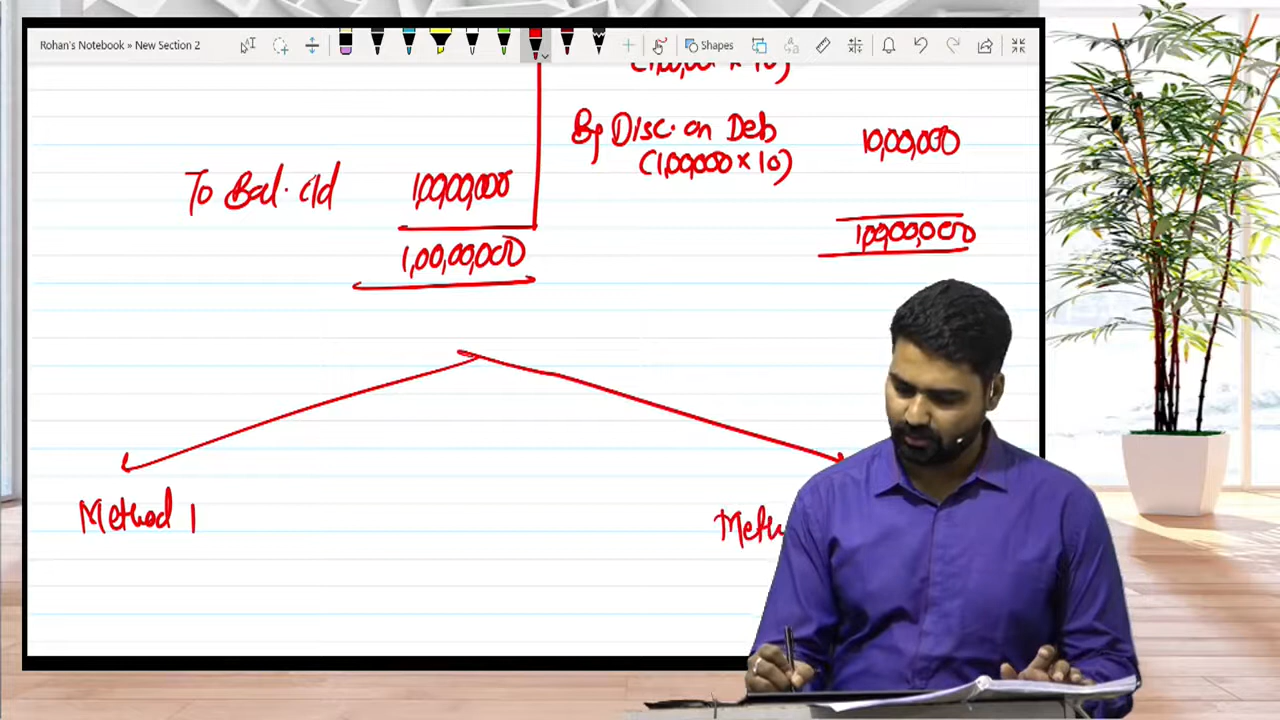 Rohan's Notebook » New Section 2
Shapes
By Disc. on Deb 10,00,000
(1,00,000 × 10)
To Bal. c/d 1,00,00,000
1,00,00,000
1,00,00,000
Method 1